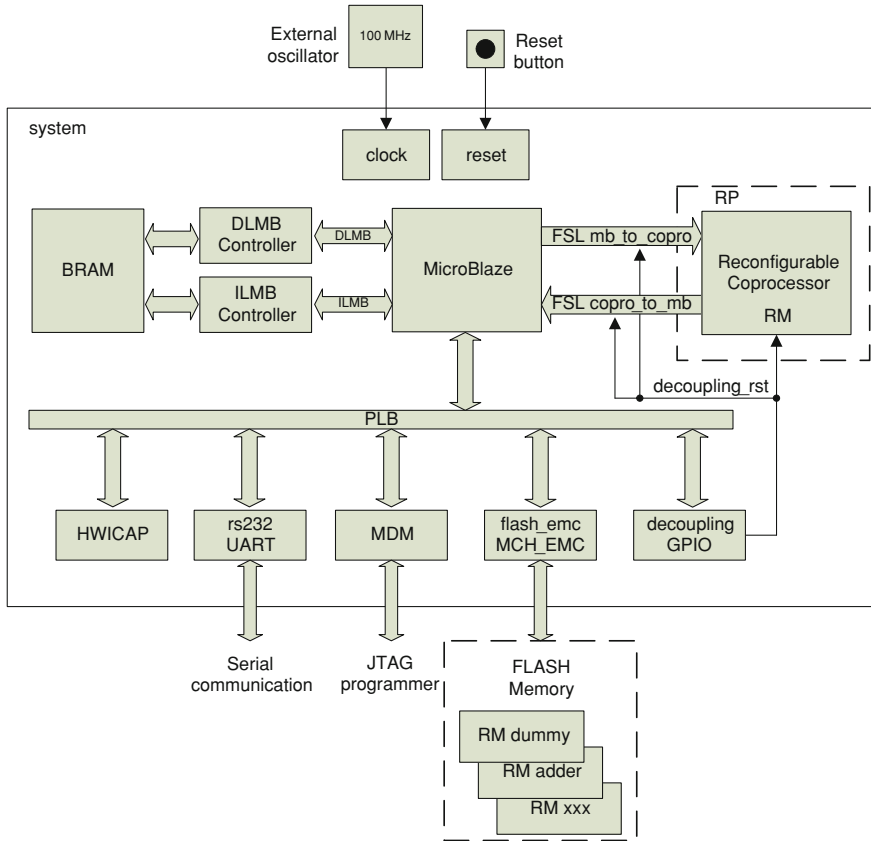 External
oscillator
100 MHz
Reset
button
system
clock
reset
RP
BRAM
DLMB
Controller
DLMB
ILMB
Controller
ILMB
MicroBlaze
FSL mb_to_copro
FSL copro_to_mb
Reconfigurable
Coprocessor
RM
decoupling_rst
PLB
HWICAP
rs232
UART
MDM
flash_emc
MCH_EMC
decoupling
GPIO
Serial
communication
JTAG
programmer
FLASH
Memory
RM dummy
RM adder
RM xxx